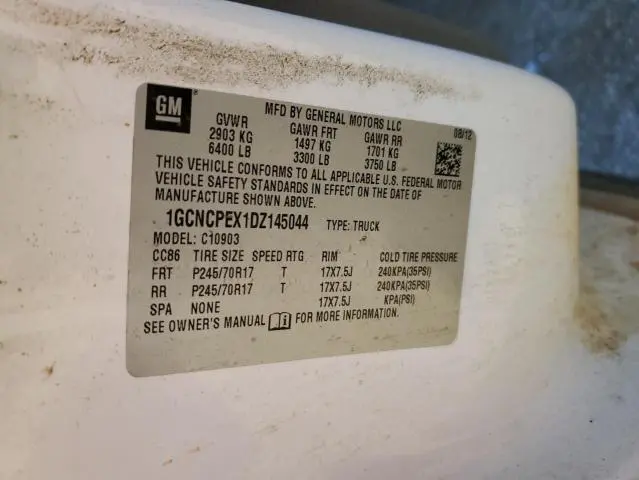 GM
MFD BY GENERAL MOTORS LLC
08/12
GVWR GAWR FRT GAWR RR
2903 KG 1497 KG 1701 KG
6400 LB 3300 LB 3750 LB
THIS VEHICLE CONFORMS TO ALL APPLICABLE U.S. FEDERAL MOTOR
VEHICLE SAFETY STANDARDS IN EFFECT ON THE DATE OF
MANUFACTURE SHOWN ABOVE.
1GCNCPEX1DZ145044 TYPE: TRUCK
MODEL: C10903
CC86 TIRE SIZE SPEED RTG RIM COLD TIRE PRESSURE
FRT P245/70R17 T 17X7.5J 240KPA(35PSI)
RR P245/70R17 T 17X7.5J 240KPA(35PSI)
SPA NONE 17X7.5J KPA(PSI)
SEE OWNER'S MANUAL FOR MORE INFORMATION.